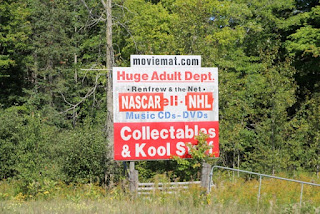 moviemat.com
Huge Adult Dept.
Renfrew & the Net
NASCAR NHL
Music CDs - DVDs
Collectables
& Kool